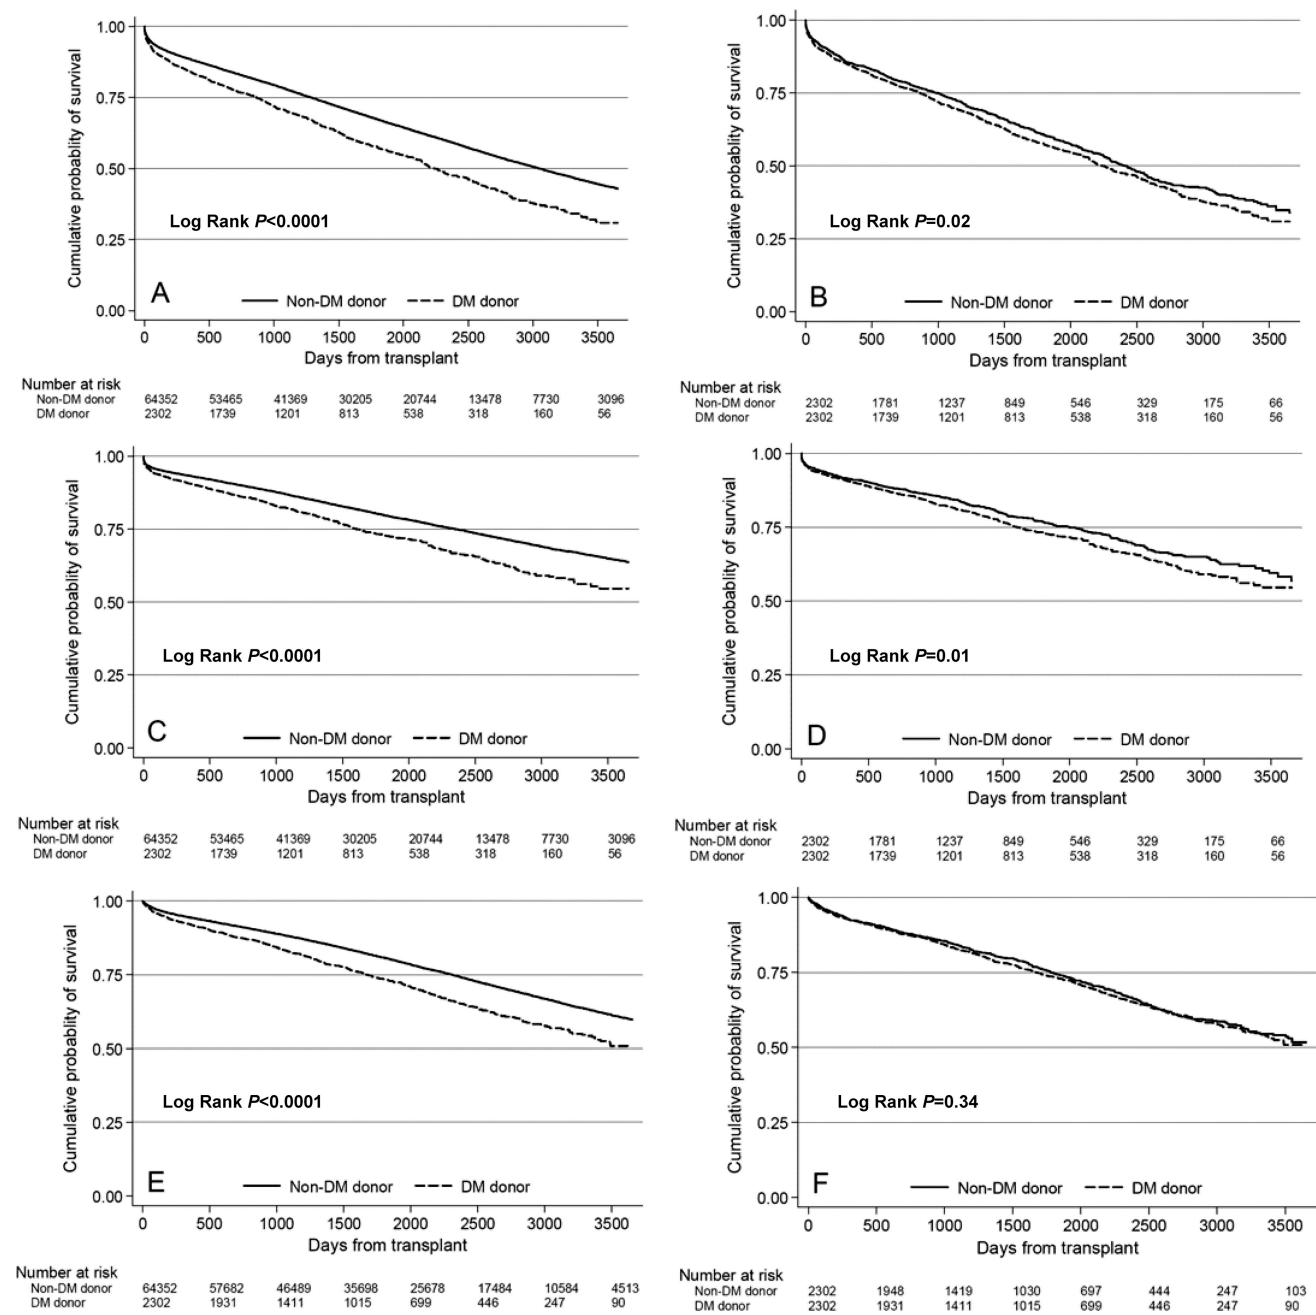 Cumulative probablity of survival
1.00
0.75
0.50
0.25
0.00
Log Rank P<0.0001
A
Non-DM donor DM donor
0 500 1000 1500 2000 2500 3000 3500
Days from transplant
Number at risk
Non-DM donor 64352 53465 41369 30205 20744 13478 7730 3096
DM donor 2302 1739 1201 813 538 318 160 56
Cumulative probablity of survival
1.00
0.75
0.50
0.25
0.00
Log Rank P=0.02
B
Non-DM donor DM donor
0 500 1000 1500 2000 2500 3000 3500
Days from transplant
Number at risk
Non-DM donor 2302 1781 1237 849 546 329 175 66
DM donor 2302 1739 1201 813 538 318 160 56
Cumulative probablity of survival
1.00
0.75
0.50
0.25
0.00
Log Rank P<0.0001
C
Non-DM donor DM donor
0 500 1000 1500 2000 2500 3000 3500
Days from transplant
Number at risk
Non-DM donor 64352 53465 41369 30205 20744 13478 7730 3096
DM donor 2302 1739 1201 813 538 318 160 56
Cumulative probablity of survival
1.00
0.75
0.50
0.25
0.00
Log Rank P=0.01
D
Non-DM donor DM donor
0 500 1000 1500 2000 2500 3000 3500
Days from transplant
Number at risk
Non-DM donor 2302 1781 1237 849 546 329 175 66
DM donor 2302 1739 1201 813 538 318 160 56
Cumulative probablity of survival
1.00
0.75
0.50
0.25
0.00
Log Rank P<0.0001
E
Non-DM donor DM donor
0 500 1000 1500 2000 2500 3000 3500
Days from transplant
Number at risk
Non-DM donor 64352 57682 46489 35698 25678 17484 10584 4513
DM donor 2302 1931 1411 1015 699 446 247 90
Cumulative probablity of survival
1.00
0.75
0.50
0.25
0.00
Log Rank P=0.34
F
Non-DM donor DM donor
0 500 1000 1500 2000 2500 3000 3500
Days from transplant
Number at risk
Non-DM donor 2302 1948 1419 1030 697 444 247 103
DM donor 2302 1931 1411 1015 699 446 247 90